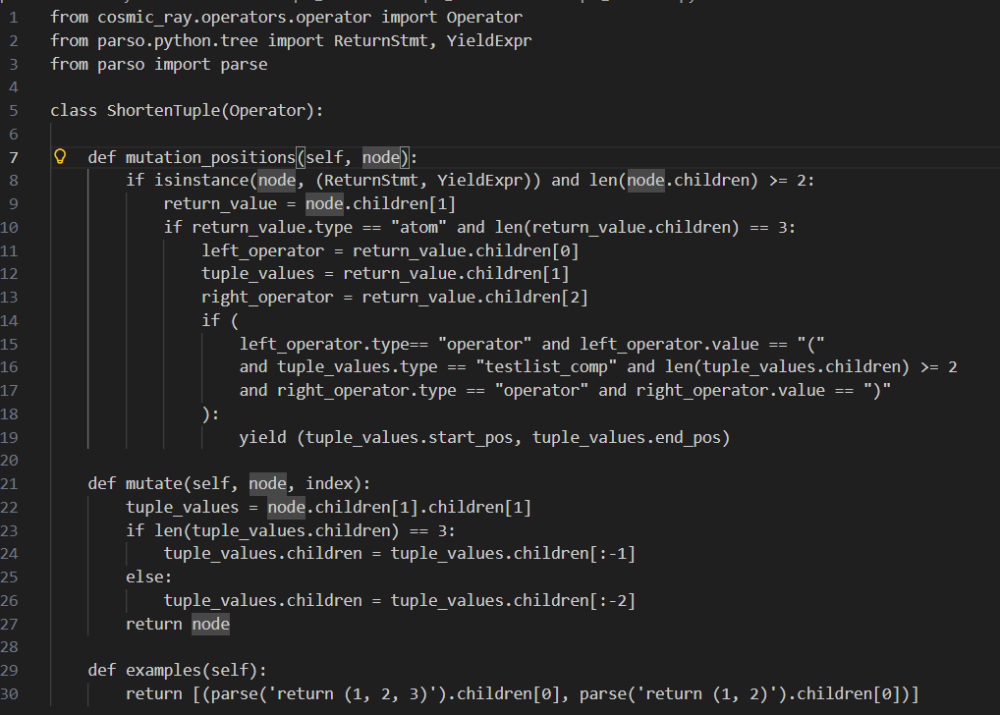 1 from cosmic_ray.operators.operator import Operator
2 from parso.python.tree import ReturnStmt, YieldExpr
3 from parso import parse
4
5 class ShortenTuple(Operator):
6
7     def mutation_positions(self, node):
8         if isinstance(node, (ReturnStmt, YieldExpr)) and len(node.children) >= 2:
9             return_value = node.children[1]
10             if return_value.type == "atom" and len(return_value.children) == 3:
11                 left_operator = return_value.children[0]
12                 tuple_values = return_value.children[1]
13                 right_operator = return_value.children[2]
14                 if (
15                     left_operator.type== "operator" and left_operator.value == "("
16                     and tuple_values.type == "testlist_comp" and len(tuple_values.children) >= 2
17                     and right_operator.type == "operator" and right_operator.value == ")"
18                 ):
19                     yield (tuple_values.start_pos, tuple_values.end_pos)
20
21     def mutate(self, node, index):
22         tuple_values = node.children[1].children[1]
23         if len(tuple_values.children) == 3:
24             tuple_values.children = tuple_values.children[:-1]
25         else:
26             tuple_values.children = tuple_values.children[:-2]
27         return node
28
29     def examples(self):
30         return [(parse('return (1, 2, 3)').children[0], parse('return (1, 2)').children[0])]